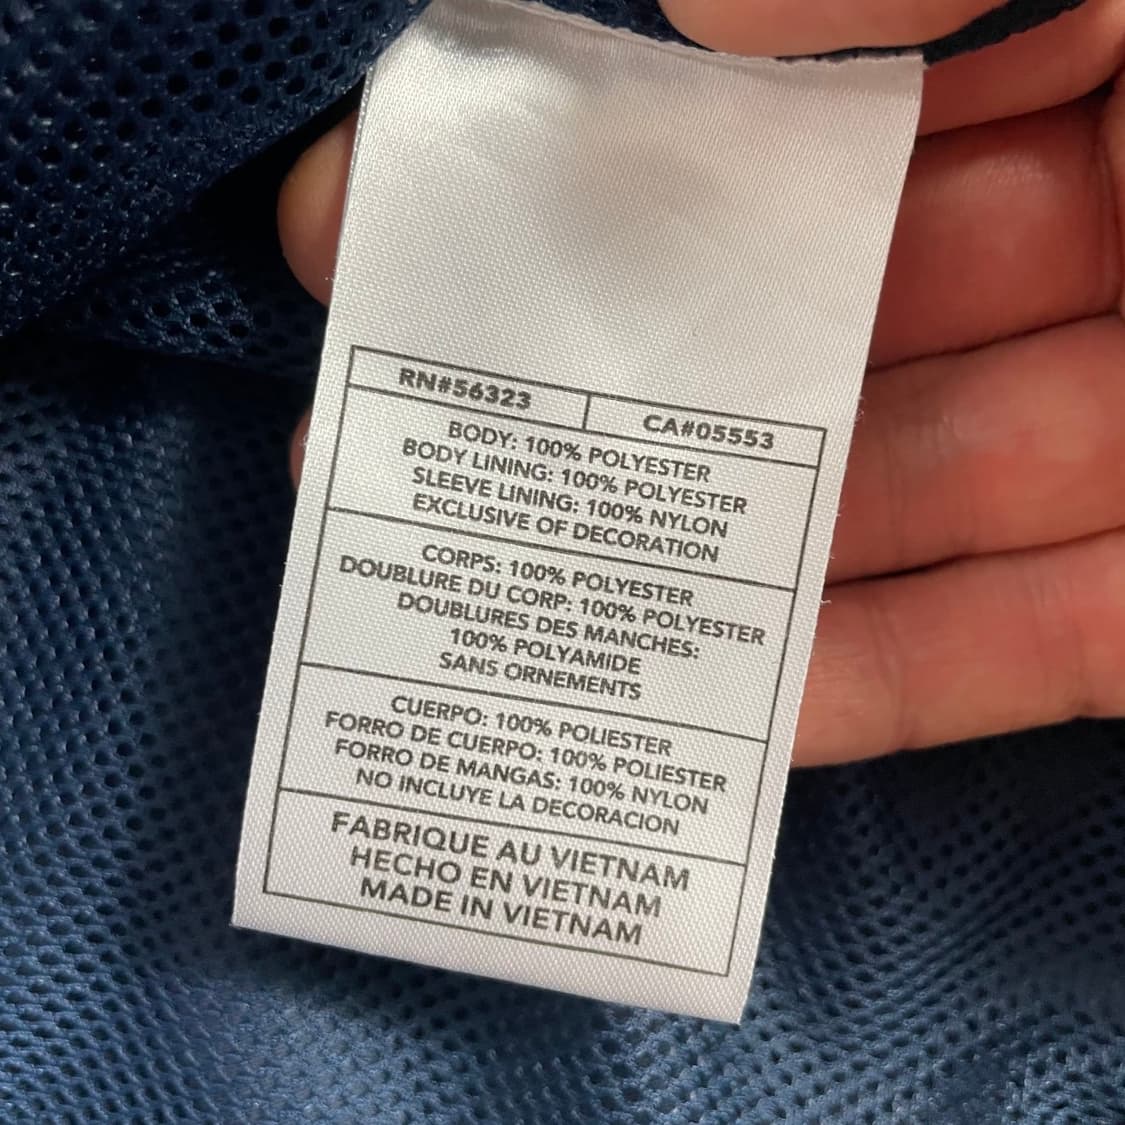 RN#56323
CA#05553
BODY: 100% POLYESTER
BODY LINING: 100% POLYESTER
SLEEVE LINING: 100% NYLON
EXCLUSIVE OF DECORATION
CORPS: 100% POLYESTER
DOUBLURE DU CORP: 100% POLYESTER
DOUBLURES DES MANCHES:
100% POLYAMIDE
SANS ORNEMENTS
CUERPO: 100% POLIESTER
FORRO DE CUERPO: 100% POLIESTER
FORRO DE MANGAS: 100% NYLON
NO INCLUYE LA DECORACION
FABRIQUE AU VIETNAM
HECHO EN VIETNAM
MADE IN VIETNAM